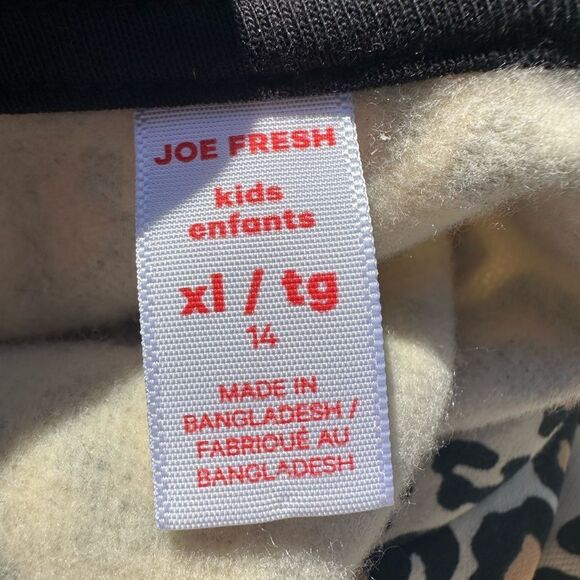 JOE FRESH
kids
enfants
xl / tg
14
MADE IN
BANGLADESH /
FABRIQUÉ AU
BANGLADESH